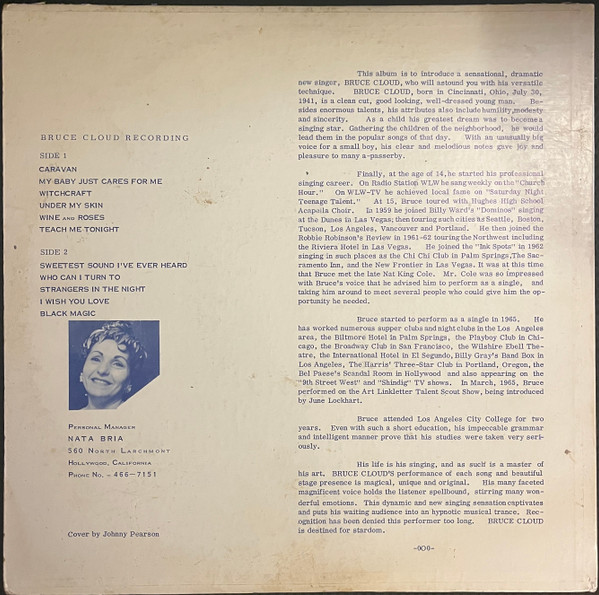 BRUCE CLOUD RECORDING
SIDE 1
CARAVAN
MY BABY JUST CARES FOR ME
WITCHCRAFT
UNDER MY SKIN
WINE AND ROSES
TEACH ME TONIGHT
SIDE 2
SWEETEST SOUND I'VE EVER HEARD
WHO CAN I TURN TO
STRANGERS IN THE NIGHT
I WISH YOU LOVE
BLACK MAGIC
PERSONAL MANAGER
NATA BRIA
560 NORTH LARCHMONT
HOLLYWOOD, CALIFORNIA
PHONE NO. - 466-7151
Cover by Johnny Pearson
This album is to introduce a sensational, dramatic
new singer, BRUCE CLOUD, who will astound you with his versatile
technique. BRUCE CLOUD, born in Cincinnati, Ohio, July 30,
1941, is a clean cut, good looking, well-dressed young man. Be-
sides enormous talents, his attributes also include humility, modesty
and sincerity. As a child his greatest dream was to become a
singing star. Gathering the children of the neighborhood, he would
lead them in the popular songs of that day. With an unusually big
voice for a small boy, his clear and melodious notes gave joy and
pleasure to many a-passerby.
Finally, at the age of 14, he started his professional
singing career. On Radio Station WLW he sang weekly on the "Church
Hour." On WLW-TV he achieved local fame on "Saturday Night
Teenage Talent." At 15, Bruce toured with Hughes High School
Acapella Choir. In 1959 he joined Billy Ward's "Dominos" singing
at the Dunes in Las Vegas; then touring such cities as Seattle, Boston,
Tucson, Los Angeles, Vancouver and Portland. He then joined the
Robbie Robinson's Review in 1961-62 touring the Northwest including
the Riviera Hotel in Las Vegas. He joined the "Ink Spots" in 1962
singing in such places as the Chi Chi Club in Palm Springs, The Sac-
ramento Inn, and the New Frontier in Las Vegas. It was at this time
that Bruce met the late Nat King Cole. Mr. Cole was so impressed
with Bruce's voice that he advised him to perform as a single, and
taking him around to meet several people who could give him the op-
portunity he needed.
Bruce started to perform as a single in 1965. He
has worked numerous supper clubs and night clubs in the Los Angeles
area, the Biltmore Hotel in Palm Springs, the Playboy Club in Chi-
cago, the Broadway Club in San Francisco, the Wilshire Ebell The-
atre, the International Hotel in El Segundo, Billy Gray's Band Box in
Los Angeles, The Harris' Three-Star Club in Portland, Oregon, the
Bel Paese's Scandal Room in Hollywood and also appearing on the
"9th Street West" and "Shindig" TV shows. In March, 1965, Bruce
performed on the Art Linkletter Talent Scout Show, being introduced
by June Lockhart.
Bruce attended Los Angeles City College for two
years. Even with such a short education, his impeccable grammar
and intelligent manner prove that his studies were taken very seri-
ously.
His life is his singing, and as such is a master of
his art. BRUCE CLOUD'S performance of each song and beautiful
stage presence is magical, unique and original. His many faceted
magnificent voice holds the listener spellbound, stirring many won-
derful emotions. This dynamic and new singing sensation captivates
and puts his waiting audience into an hypnotic musical trance. Rec-
ognition has been denied this performer too long. BRUCE CLOUD
is destined for stardom.
-000-